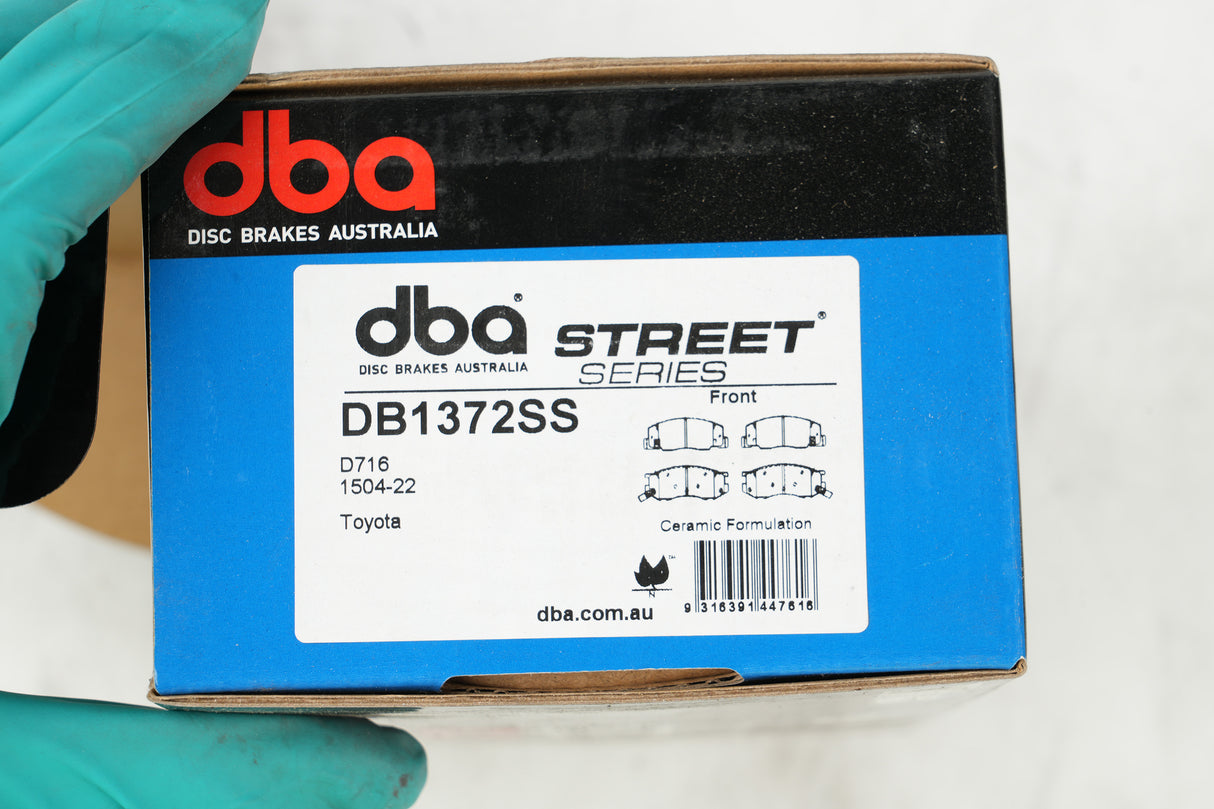 dba
DISC BRAKES AUSTRALIA
dba®
DISC BRAKES AUSTRALIA
STREET®
SERIES
Front
DB1372SS
D716
1504-22
Toyota
Ceramic Formulation
™
N
dba.com.au
9 316391 447616